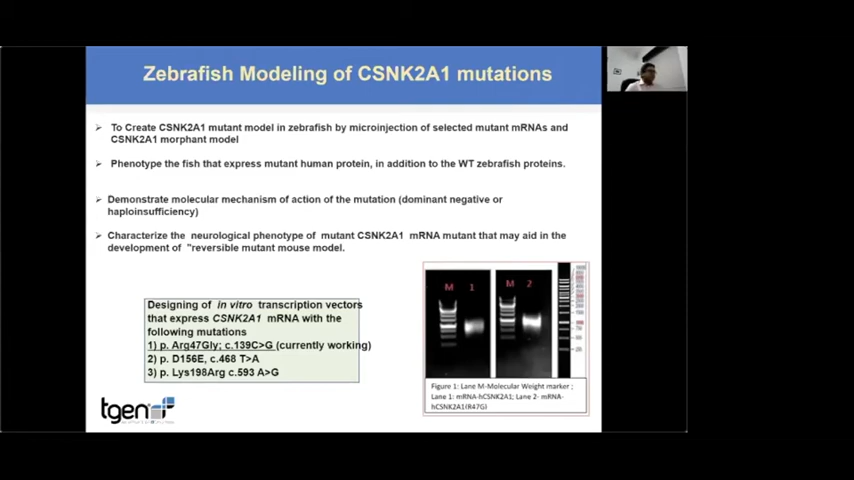 Zebrafish Modeling of CSNK2A1 mutations
To Create CSNK2A1 mutant model in zebrafish by microinjection of selected mutant mRNAs and
CSNK2A1 morphant model
Phenotype the fish that express mutant human protein, in addition to the WT zebrafish proteins.
Demonstrate molecular mechanism of action of the mutation (dominant negative or
haploinsufficiency)
Characterize the neurological phenotype of mutant CSNK2A1 mRNA mutant that may aid in the
development of "reversible mutant mouse model.
Designing of in vitro transcription vectors
that express CSNK2A1 mRNA with the
following mutations
1) p. Arg47Gly; c.139C>G (currently working)
2) p. D156E, c.468 T>A
3) p. Lys198Arg c.593 A>G
M 1 M 2
Figure 1: Lane M-Molecular Weight marker ;
Lane 1: mRNA-hCSNK2A1; Lane 2- mRNA-
hCSNK2A1(R47G)
tgen